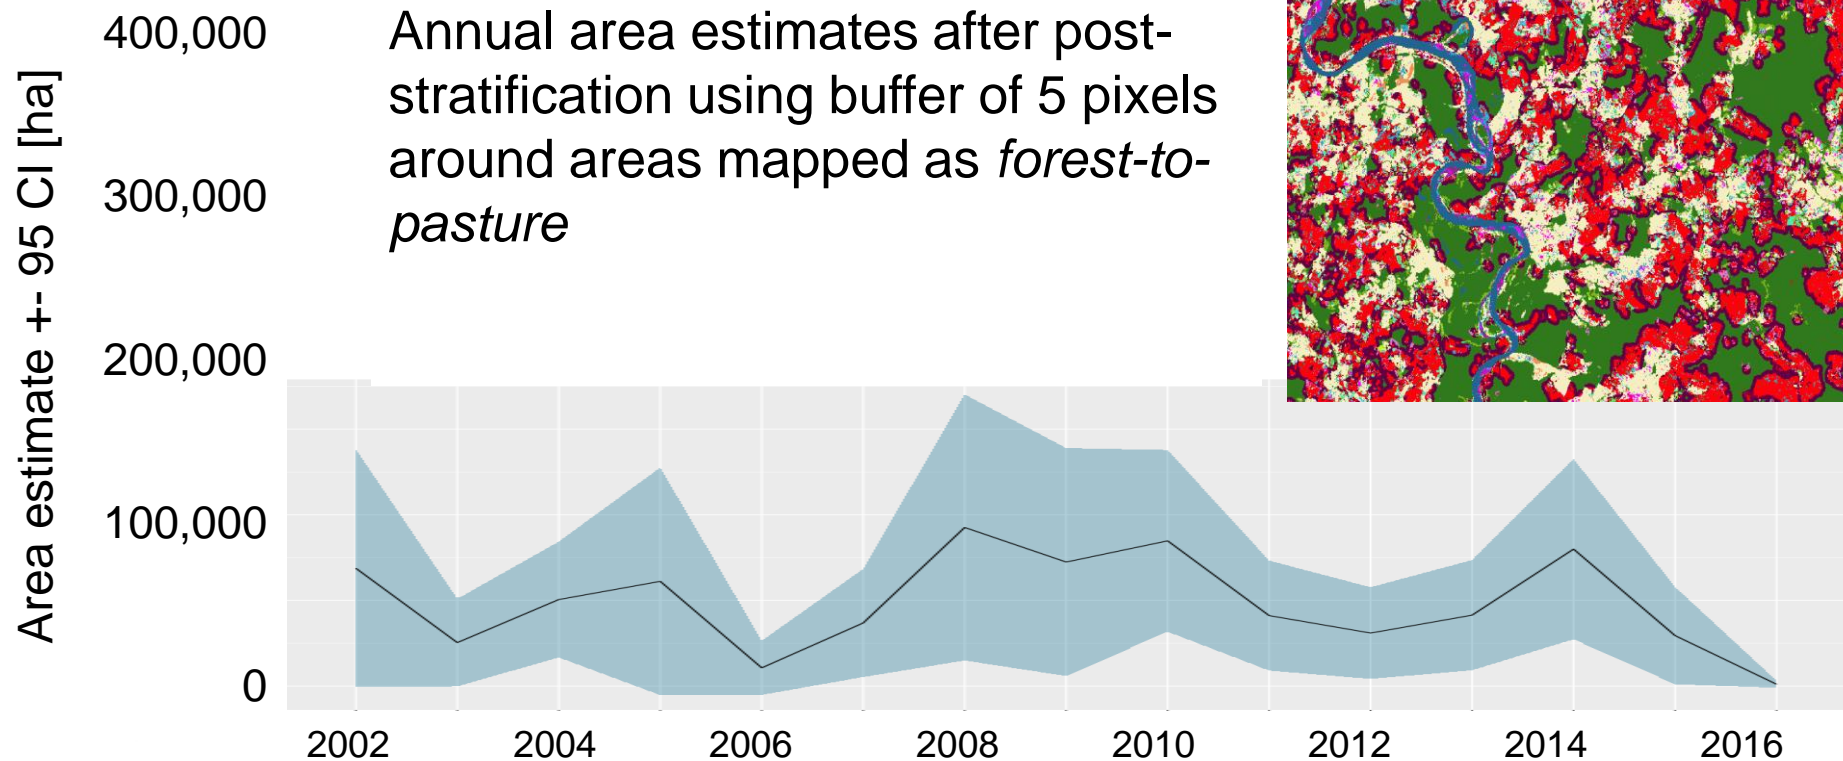 Annual area estimates after post-
stratification using buffer of 5 pixels
around areas mapped as forest-to-
pasture
Area estimate +- 95 CI [ha]
400,000
300,000
200,000
100,000
0
2002 2004 2006 2008 2010 2012 2014 2016